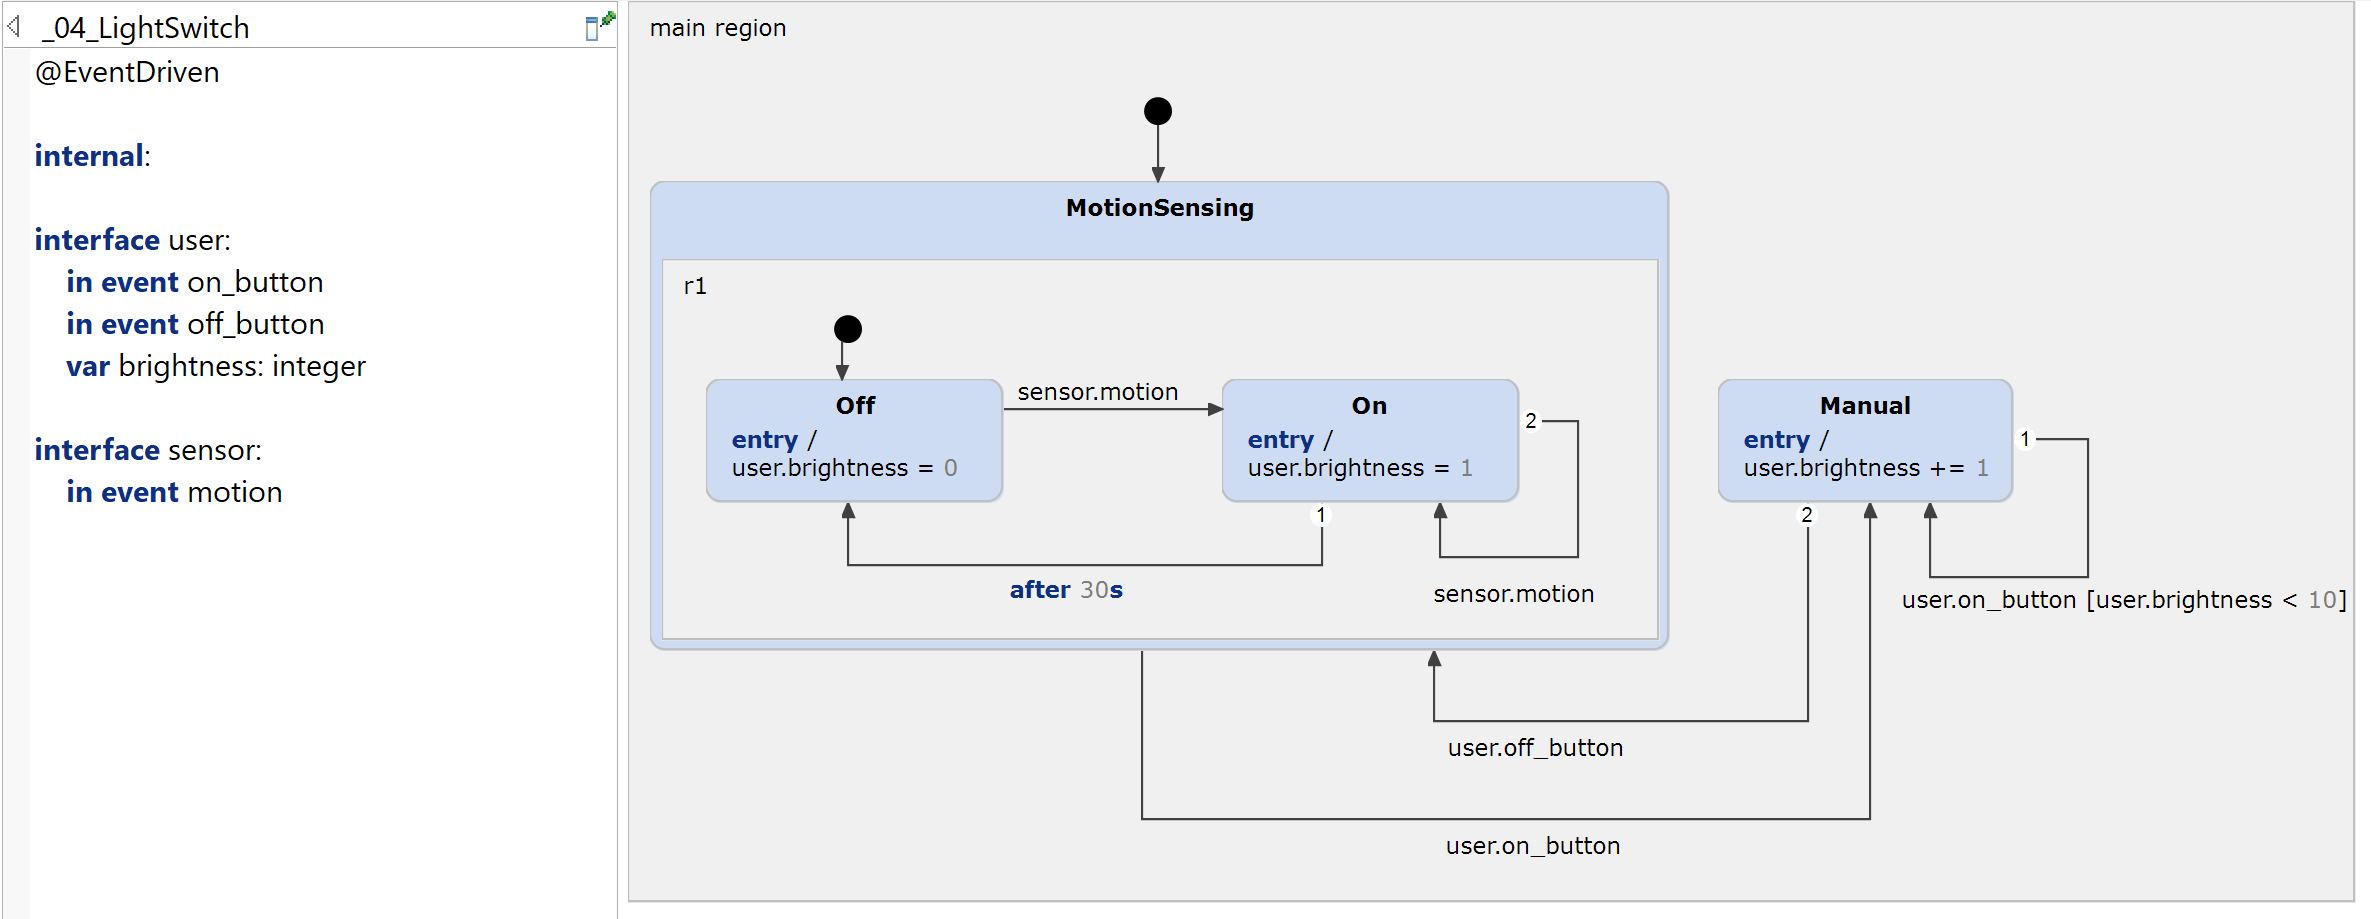 _04_LightSwitch
@EventDriven
internal:
interface user:
in event on_button
in event off_button
var brightness: integer
interface sensor:
in event motion
main region
MotionSensing
r1
Off
entry /
user.brightness = 0
sensor.motion
On
entry /
user.brightness = 1
2
1
after 30s
sensor.motion
Manual
entry /
user.brightness += 1
1
2
user.on_button [user.brightness < 10]
user.off_button
user.on_button